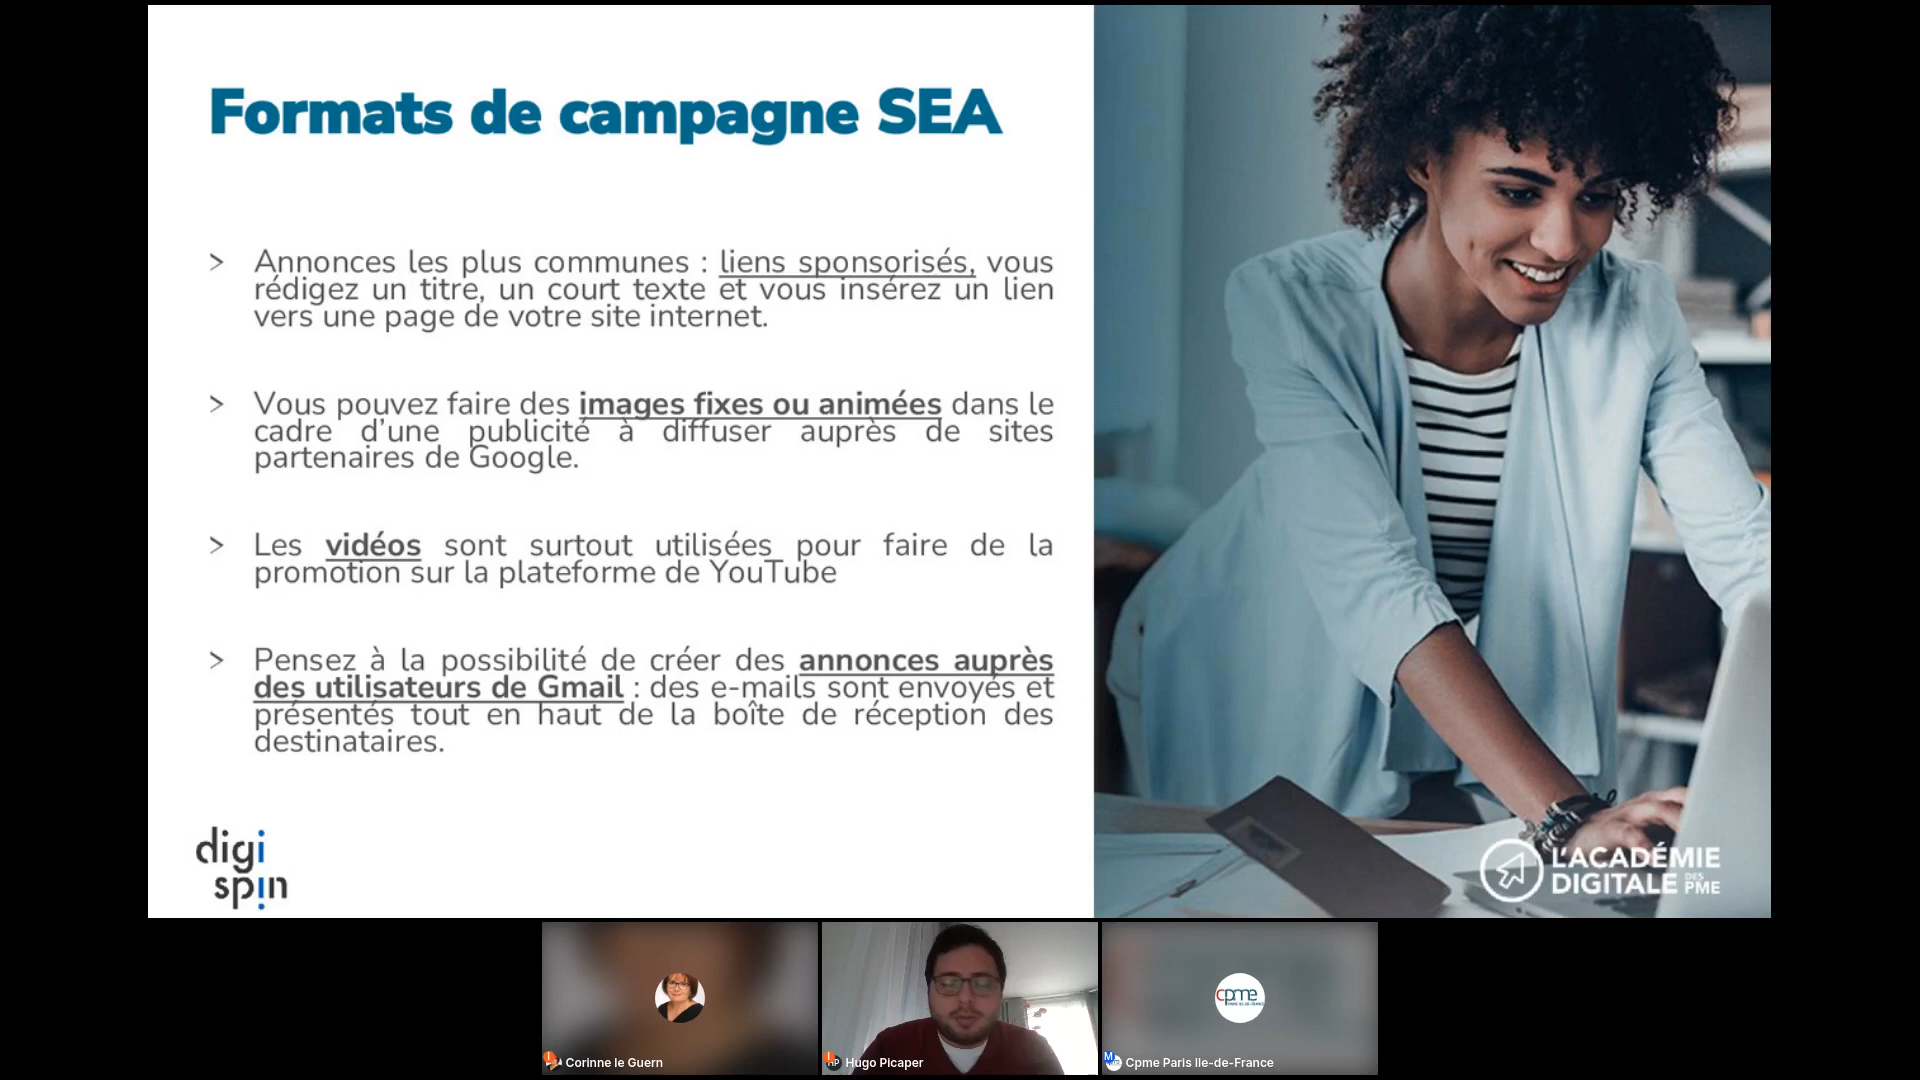 Formats de campagne SEA
> Annonces les plus communes : liens sponsorisés, vous
rédigez un titre, un court texte et vous insérez un lien
vers une page de votre site internet.
> Vous pouvez faire des images fixes ou animées dans le
cadre d’une publicité à diffuser auprès de sites
partenaires de Google.
> Les vidéos sont surtout utilisées pour faire de la
promotion sur la plateforme de YouTube
> Pensez à la possibilité de créer des annonces auprès
des utilisateurs de Gmail : des e-mails sont envoyés et
présentés tout en haut de la boîte de réception des
destinataires.
digi
spin
L'ACADÉMIE
DIGITALE DES PME
cpme
Corinne le Guern
Hugo Picaper
Cpme Paris Ile-de-France